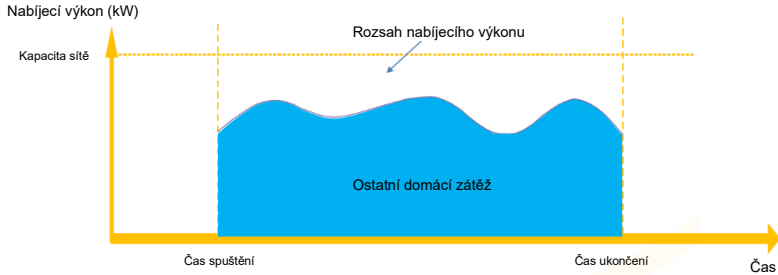 Nabíjecí výkon (kW)
Rozsah nabíjecího výkonu
Kapacita sítě
Ostatní domácí zátěž
Čas spuštění
Čas ukončení
Čas